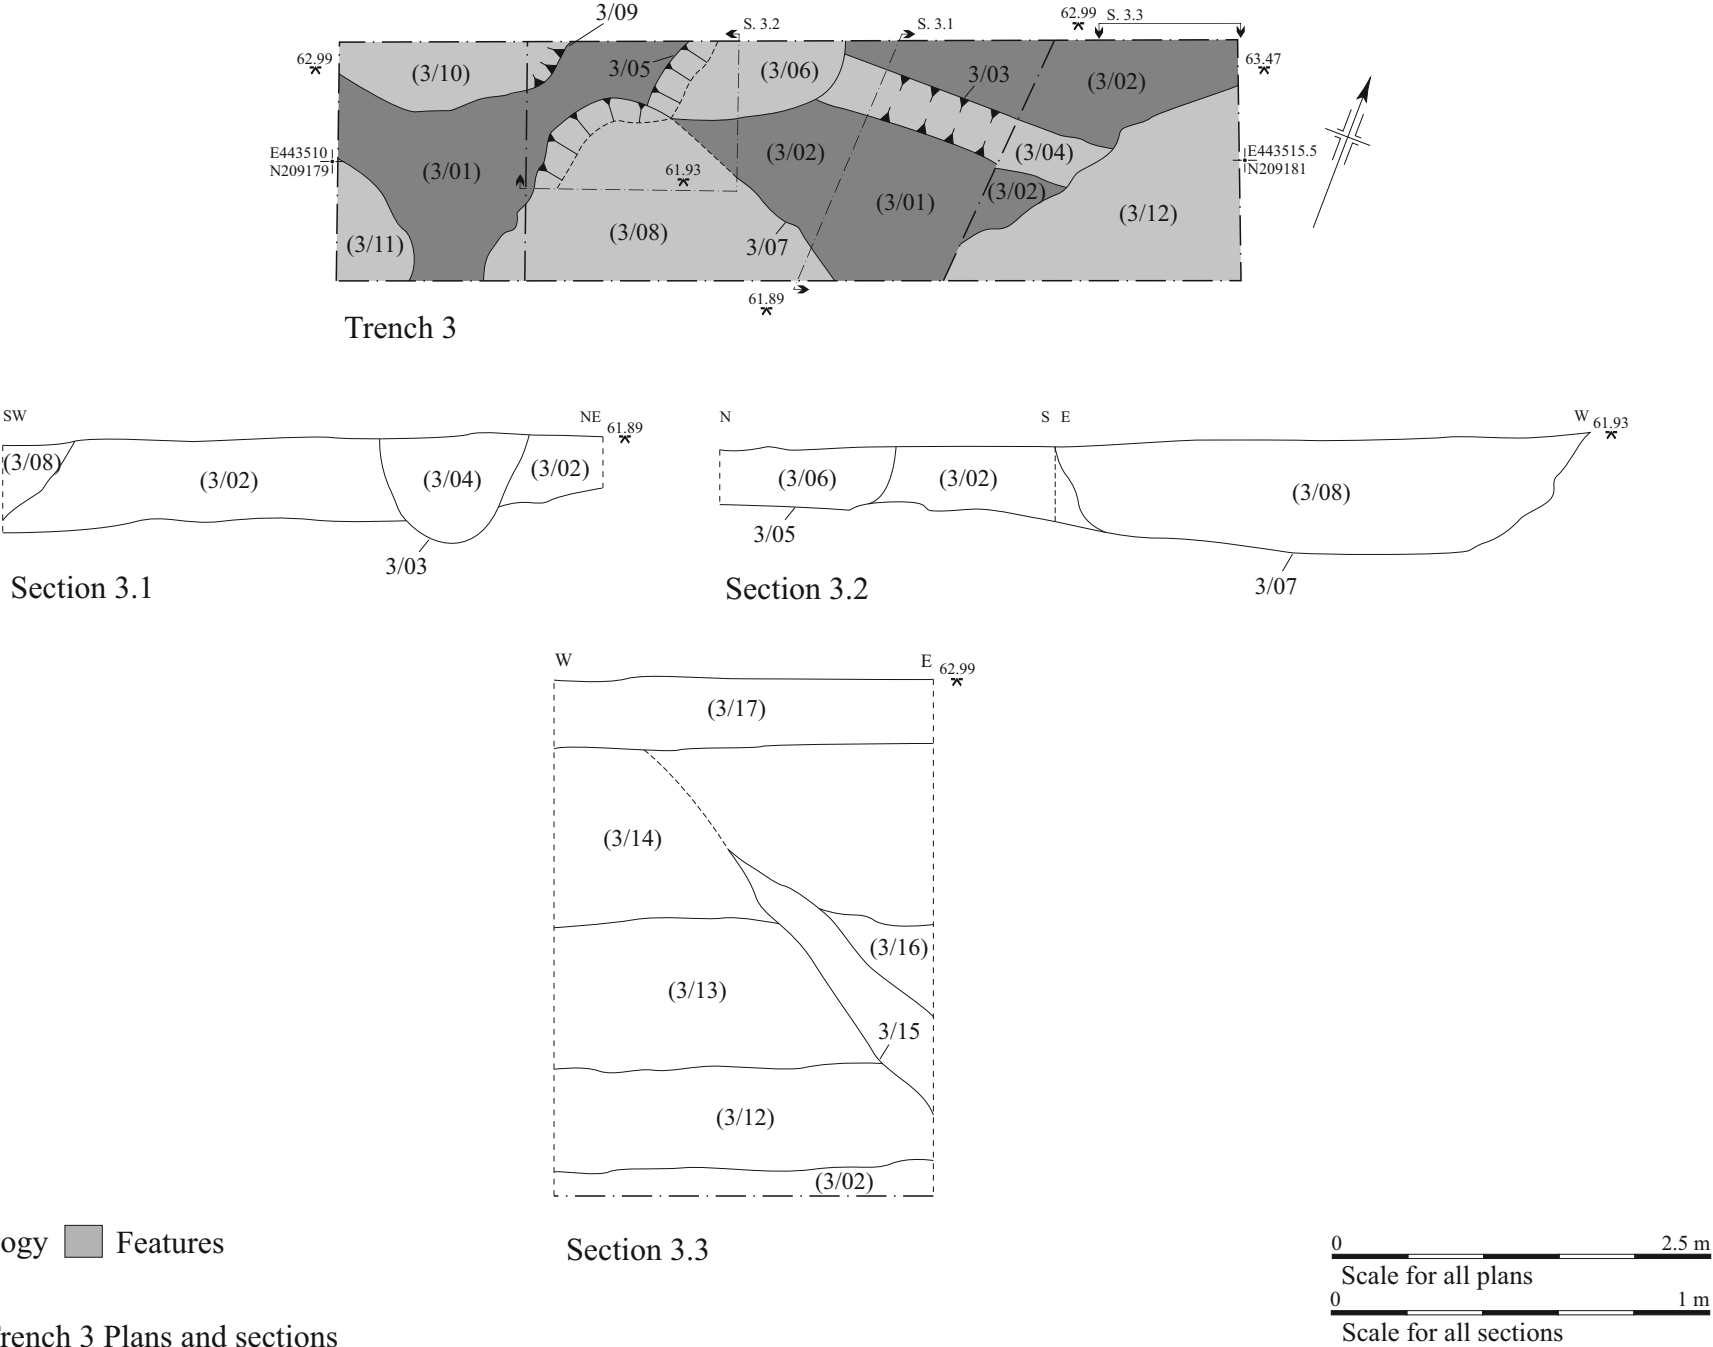 3/09
S. 3.2
S. 3.1
62.99
S. 3.3
62.99
(3/10)
3/05
(3/06)
3/03
(3/02)
63.47
E443510
N209179
(3/01)
61.93
(3/02)
(3/04)
E443515.5
N209181
(3/01)
(3/02)
(3/12)
(3/11)
(3/08)
3/07
61.89
Trench 3
SW
NE
61.89
(3/08)
(3/02)
(3/04)
(3/02)
3/03
Section 3.1
N
S E
W
61.93
(3/06)
(3/02)
(3/08)
3/05
3/07
Section 3.2
W
E
62.99
(3/17)
(3/14)
(3/16)
(3/13)
3/15
(3/12)
(3/02)
Section 3.3
ogy
Features
0
2.5 m
Scale for all plans
0
1 m
Scale for all sections
rench 3 Plans and sections